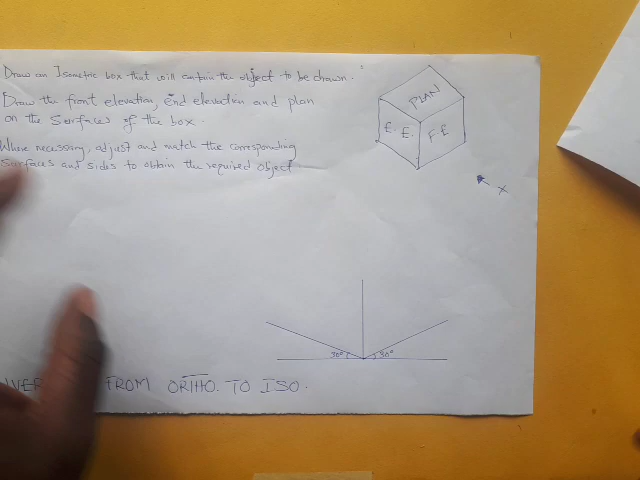 Draw an Isometric box that will contain the object to be drawn.
Draw the front elevation, end elevation and plan
on the surfaces of the box.
Where necessary, adjust and match the corresponding
surfaces and sides to obtain the required object
PLAN
E.E.
F.E
X
30° 30°
FROM ORTHO. TO ISO.